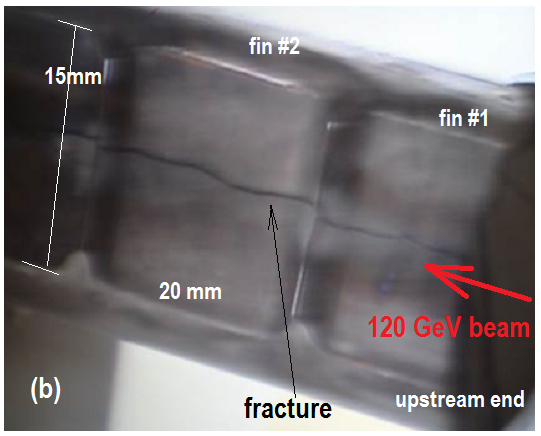 fin #2
15mm
fin #1
20 mm
120 GeV beam
(b)
fracture
upstream end